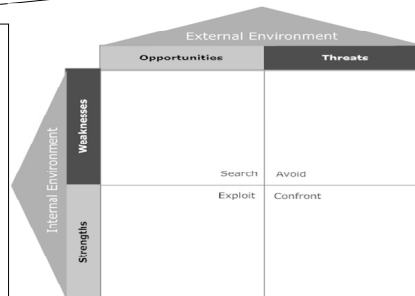 External Environment
Opportunities Threats
Internal Environment
Weaknesses
Search Avoid
Exploit Confront
Strengths